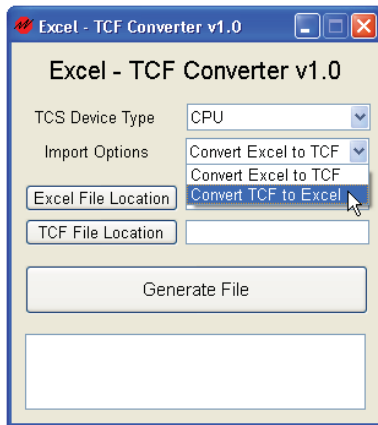 Excel - TCF Converter v1.0
Excel - TCF Converter v1.0
TCS Device Type CPU
Import Options Convert Excel to TCF
Convert Excel to TCF
Excel File Location Convert TCF to Excel
TCF File Location
Generate File